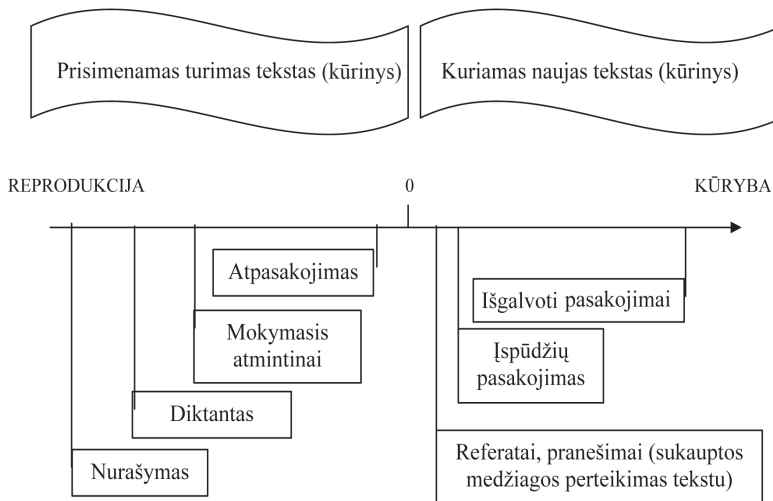 Prisimenamas turimas tekstas (kūrinys)
Kuriamas naujas tekstas (kūrinys)
REPRODUKCIJA
0
KŪRYBA
Atpasakojimas
Išgalvoti pasakojimai
Mokymasis
atmintinai
Įspūdžių
pasakojimas
Diktantas
Nurašymas
Referatai, pranešimai (sukauptos
medžiagos perteikimas tekstu)